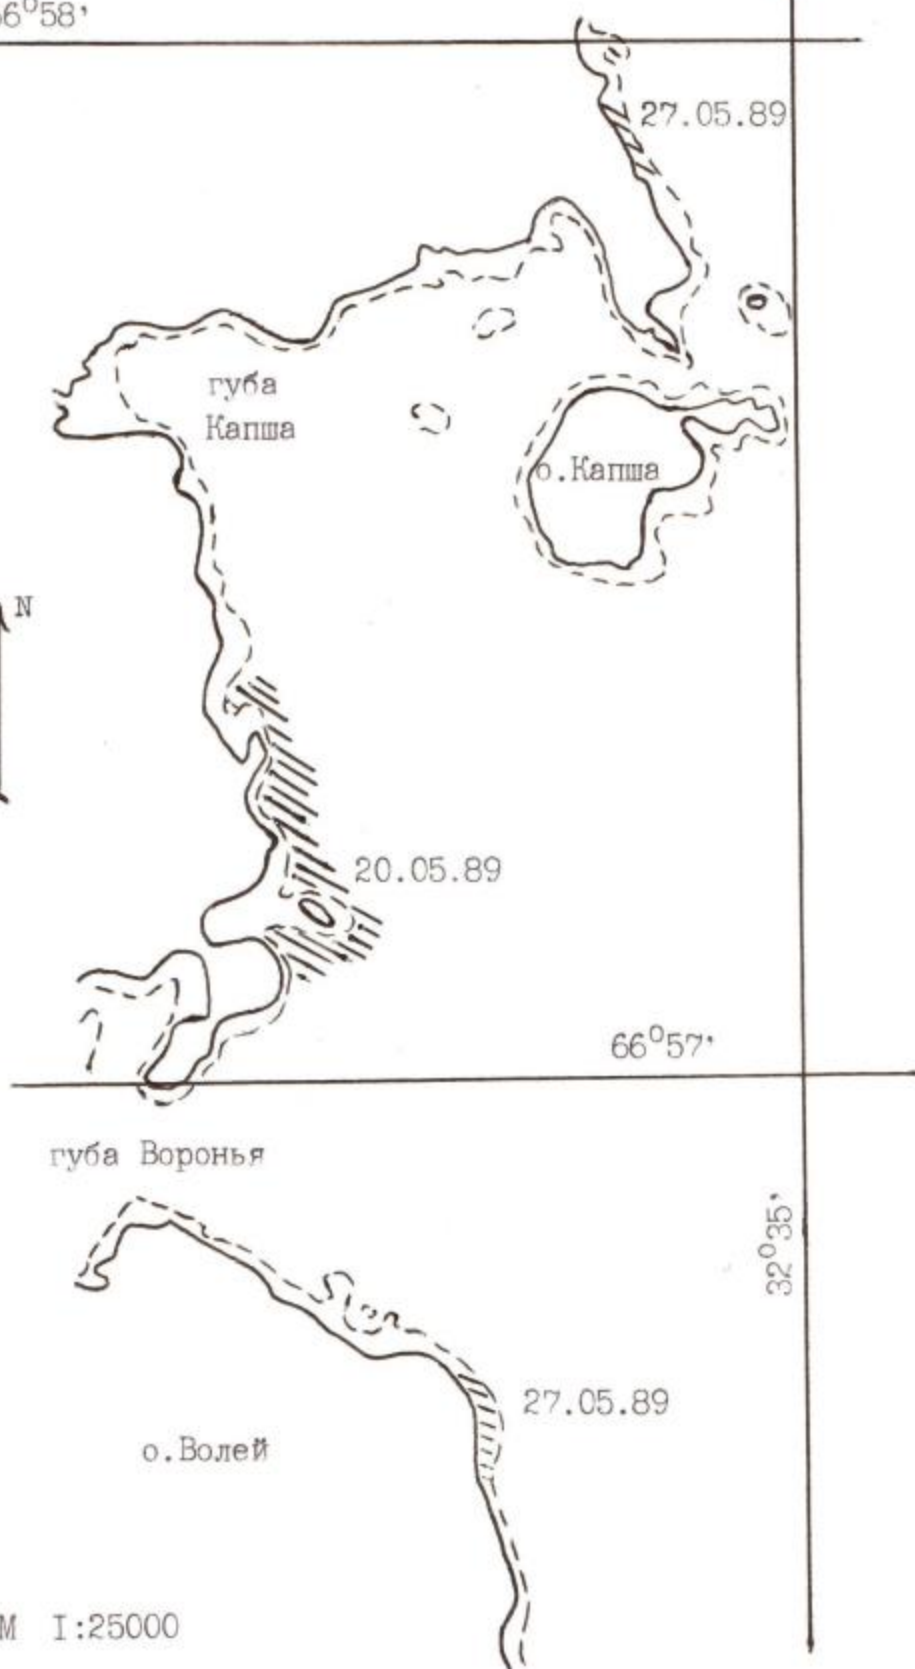 66°58'
27.05.89
губа
Капша
о.Капша
N
20.05.89
66°57'
губа Воронья
32°35'
27.05.89
о.Волей
М I:25000